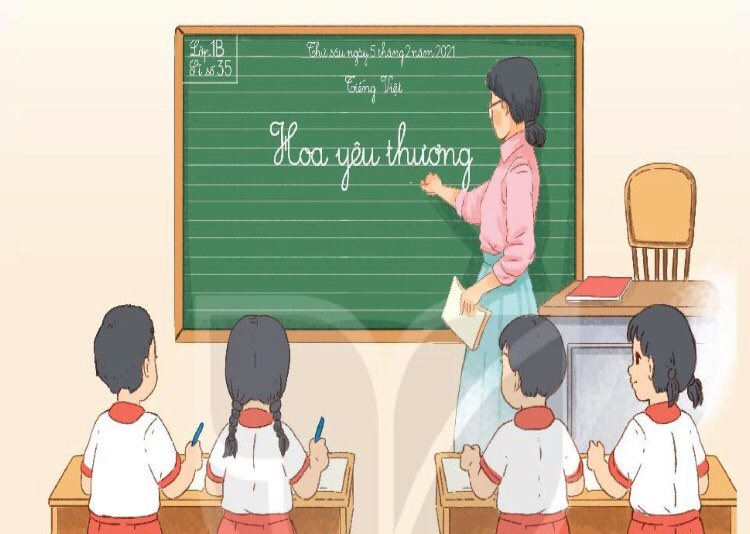 Lớp 1B
Sĩ số 35
Thứ sáu ngày 5 tháng 2 năm 2021
Tiếng Việt
Hoa yêu thương